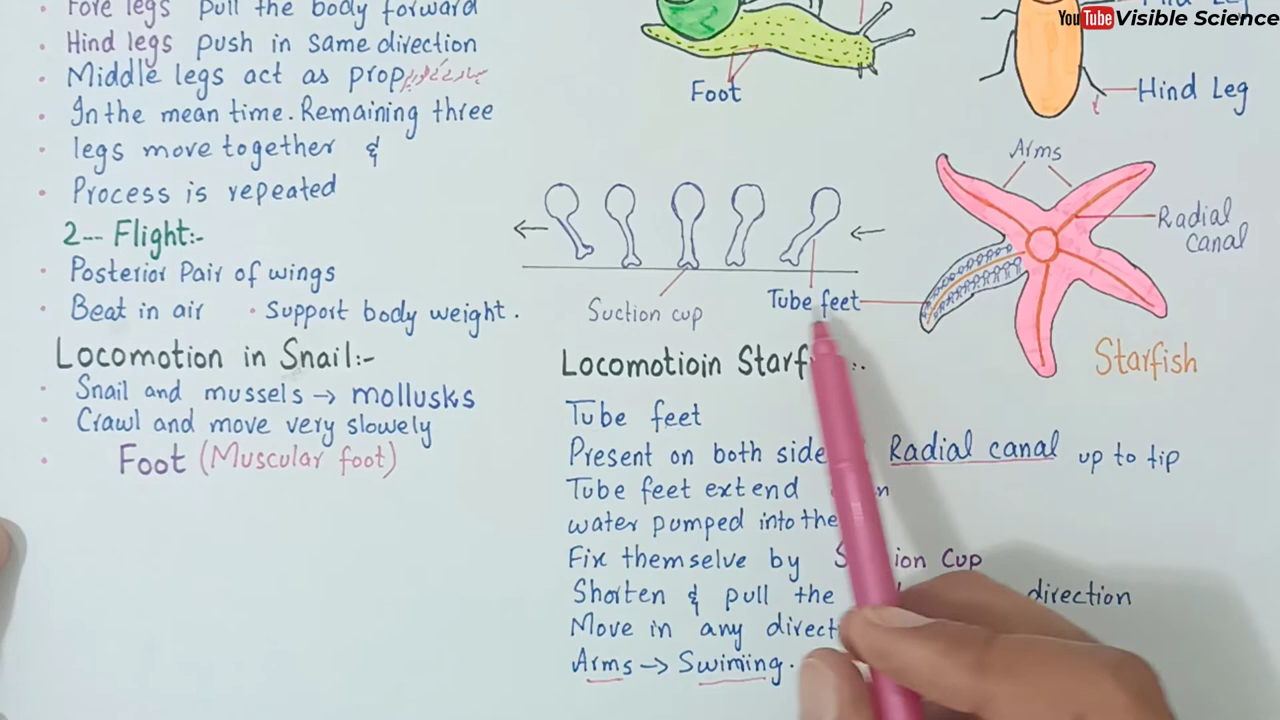 Fore legs pull the body forward
Hind legs push in same direction
Middle legs act as prop
In the mean time. Remaining three
legs move together &
Process is repeated
2-- Flight:-
Posterior Pair of wings
Beat in air • Support body weight.
Locomotion in Snail:-
Snail and mussels → mollusks
Crawl and move very slowely
Foot (Muscular foot)
YouTube Visible Science
Foot
Hind Leg
Arms
Radial
canal
Suction cup
Tube feet
Starfish
Locomotioin Starf
Tube feet
Present on both side Radial canal up to tip
Tube feet extend
water pumped into the
Fix themselve by Cup
Shorten & pull the direction
Move in any
Arms → Swimiing.